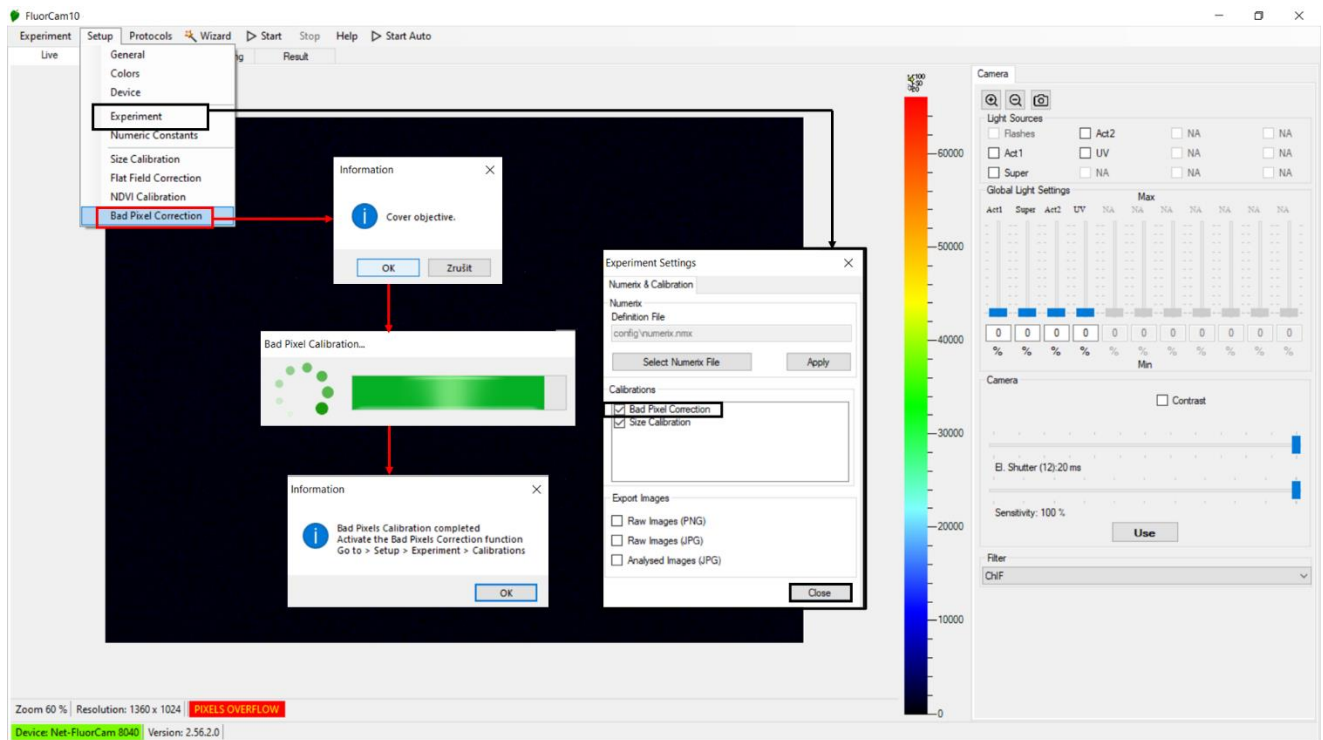 FluorCam10
Experiment Setup Protocols Wizard Start Stop Help Start Auto
Live
Result
General
Colors
Device
Experiment
Numeric Constants
Size Calibration
Flat Field Correction
NDVI Calibration
Bad Pixel Correction
Information
Cover objective.
OK Zrušit
Bad Pixel Calibration...
Information
Bad Pixels Calibration completed
Activate the Bad Pixels Correction function
Go to > Setup > Experiment > Calibrations
OK
Experiment Settings
Numerix & Calibration
Numerix
Definition File
config\numerix.nmx
Select Numerix File Apply
Calibrations
Bad Pixel Correction
Size Calibration
Export Images
Raw Images (PNG)
Raw Images (JPG)
Analysed Images (JPG)
Close
60000
50000
40000
30000
20000
10000
0
Camera
Light Sources
Flashes Act2 NA NA
Act1 UV NA NA
Super NA NA NA
Global Light Settings
Max
Act1 Super Act2 UV NA NA NA NA NA NA NA
0 0 0 0 0 0 0 0 0 0 0
% % % % % % % % % % %
Min
Camera
Contrast
El. Shutter (12):20 ms
Sensitivity: 100 %
Use
Filter
ChlF
Zoom 60 % Resolution: 1360 x 1024 PIXELS OVERFLOW
Device: Net-FluorCam 8040 Version: 2.56.2.0